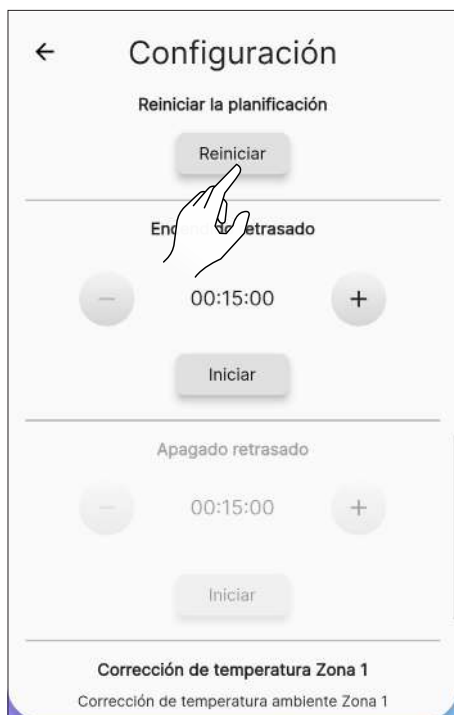 ← Configuración
Reiniciar la planificación
Reiniciar
retrasado
− 00:15:00 +
Iniciar
Apagado retrasado
− 00:15:00 +
Iniciar
Corrección de temperatura Zona 1
Corrección de temperatura ambiente Zona 1